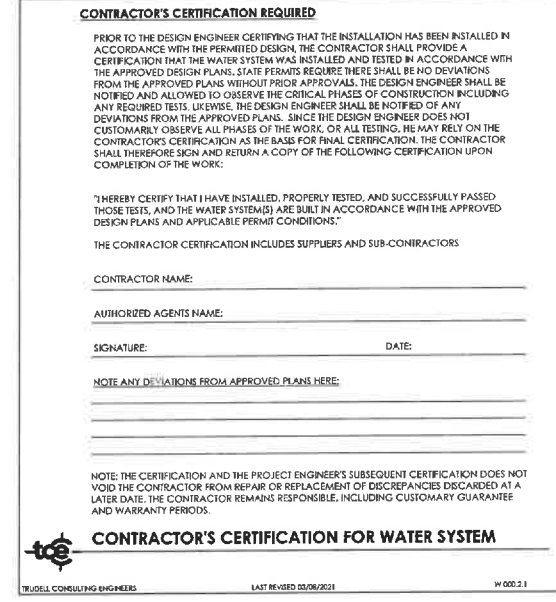 CONTRACTOR'S CERTIFICATION REQUIRED
PRIOR TO THE DESIGN ENGINEER CERTIFYING THAT THE INSTALLATION HAS BEEN INSTALLED IN
ACCORDANCE WITH THE PERMITTED DESIGN, THE CONTRACTOR SHALL PROVIDE A
CERTIFICATION THAT THE WATER SYSTEM WAS INSTALLED AND TESTED IN ACCORDANCE WITH
THE APPROVED DESIGN PLANS. STATE PERMITS REQUIRE THERE SHALL BE NO DEVIATIONS
FROM THE APPROVED PLANS WITHOUT PRIOR APPROVALS. THE DESIGN ENGINEER SHALL BE
NOTIFIED AND ALLOWED TO OBSERVE THE CRITICAL PHASES OF CONSTRUCTION INCLUDING
ANY REQUIRED TESTS. LIKEWISE, THE DESIGN ENGINEER SHALL BE NOTIFIED OF ANY
DEVIATIONS FROM THE APPROVED PLANS. SINCE THE DESIGN ENGINEER DOES NOT
CUSTOMARILY OBSERVE ALL PHASES OF THE WORK, OR ALL TESTING, HE MAY RELY ON THE
CONTRACTOR'S CERTIFICATION AS THE BASIS FOR FINAL CERTIFICATION. THE CONTRACTOR
SHALL THEREFORE SIGN AND RETURN A COPY OF THE FOLLOWING CERTIFICATION UPON
COMPLETION OF THE WORK:
"I HEREBY CERTIFY THAT I HAVE INSTALLED, PROPERLY TESTED, AND SUCCESSFULLY PASSED
THOSE TESTS, AND THE WATER SYSTEM(S) ARE BUILT IN ACCORDANCE WITH THE APPROVED
DESIGN PLANS AND APPLICABLE PERMIT CONDITIONS."
THE CONTRACTOR CERTIFICATION INCLUDES SUPPLIERS AND SUB-CONTRACTORS
CONTRACTOR NAME:
AUTHORIZED AGENTS NAME:
SIGNATURE: DATE:
NOTE ANY DEVIATIONS FROM APPROVED PLANS HERE:
NOTE: THE CERTIFICATION AND THE PROJECT ENGINEER'S SUBSEQUENT CERTIFICATION DOES NOT
VOID THE CONTRACTOR FROM REPAIR OR REPLACEMENT OF DISCREPANCIES DISCARDED AT A
LATER DATE. THE CONTRACTOR REMAINS RESPONSIBLE, INCLUDING CUSTOMARY GUARANTEE
AND WARRANTY PERIODS.
tce CONTRACTOR'S CERTIFICATION FOR WATER SYSTEM
TRUDELL CONSULTING ENGINEERS LAST REVISED 03/08/2021 W 000.2.1